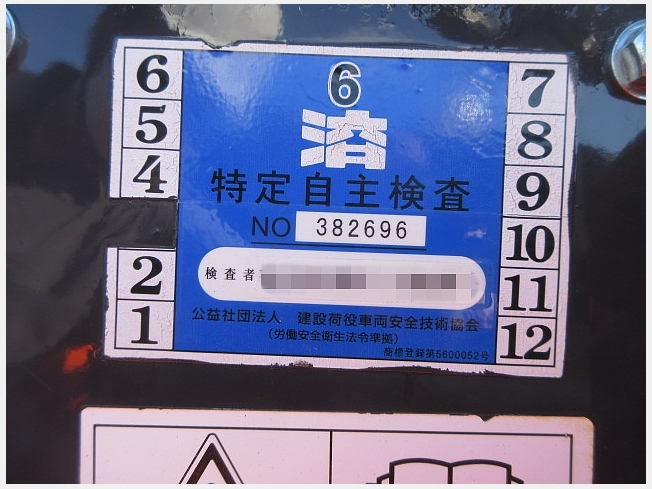 6
済
特定自主検査
NO 382696
検査者
公益社団法人 建設荷役車両安全技術協会
(労働安全衛生法令準拠)
商標登録第5600052号
6
5
4
2
1
7
8
9
10
11
12